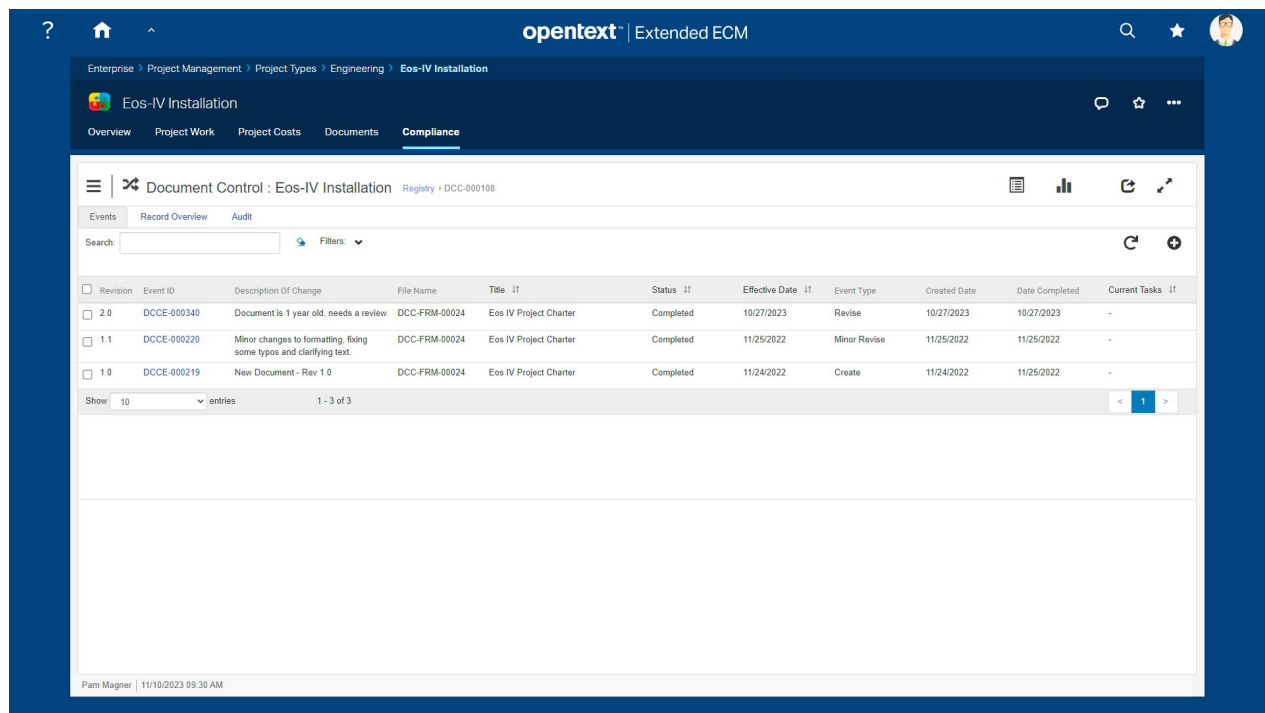 ?
opentext™ | Extended ECM
Enterprise > Project Management > Project Types > Engineering > Eos-IV Installation
Eos-IV Installation
Overview Project Work Project Costs Documents Compliance
Document Control : Eos-IV Installation Registry › DCC-000108
Events Record Overview Audit
Search: Filters:
Revision Event ID Description Of Change File Name Title Status Effective Date Event Type Created Date Date Completed Current Tasks
2.0 DCCE-000340 Document is 1 year old, needs a review. DCC-FRM-00024 Eos IV Project Charter Completed 10/27/2023 Revise 10/27/2023 10/27/2023 -
1.1 DCCE-000220 Minor changes to formatting, fixing DCC-FRM-00024 Eos IV Project Charter Completed 11/25/2022 Minor Revise 11/25/2022 11/25/2022 -
some typos and clarifying text.
1.0 DCCE-000219 New Document - Rev 1.0 DCC-FRM-00024 Eos IV Project Charter Completed 11/24/2022 Create 11/24/2022 11/25/2022 -
Show 10 entries 1 - 3 of 3 < 1 >
Pam Magner | 11/10/2023 09:30 AM